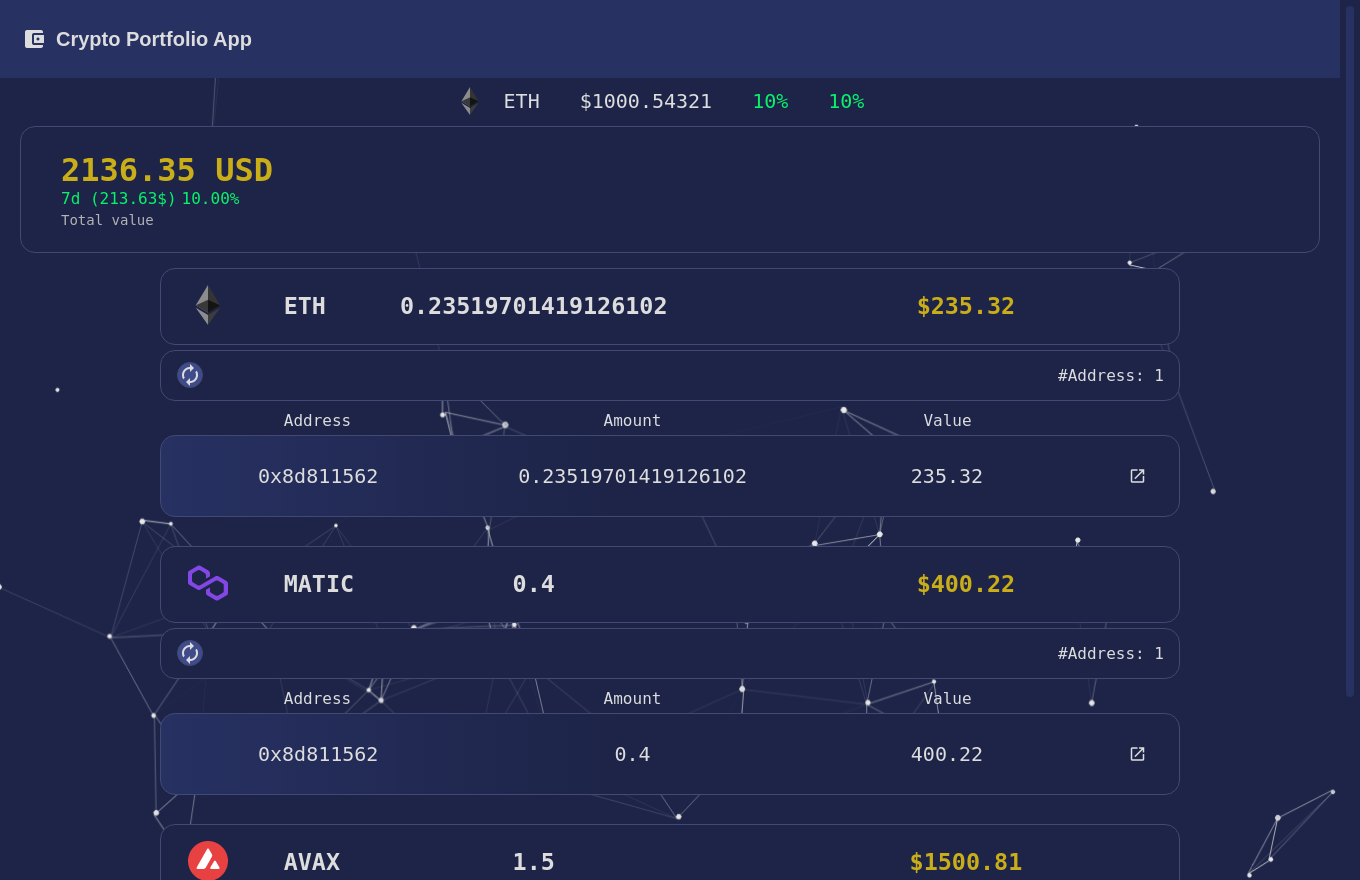 Crypto Portfolio App
ETH $1000.54321 10% 10%
2136.35 USD
7d (213.63$) 10.00%
Total value
ETH 0.23519701419126102 $235.32
#Address: 1
Address Amount Value
0x8d811562 0.23519701419126102 235.32
MATIC 0.4 $400.22
#Address: 1
Address Amount Value
0x8d811562 0.4 400.22
AVAX 1.5 $1500.81